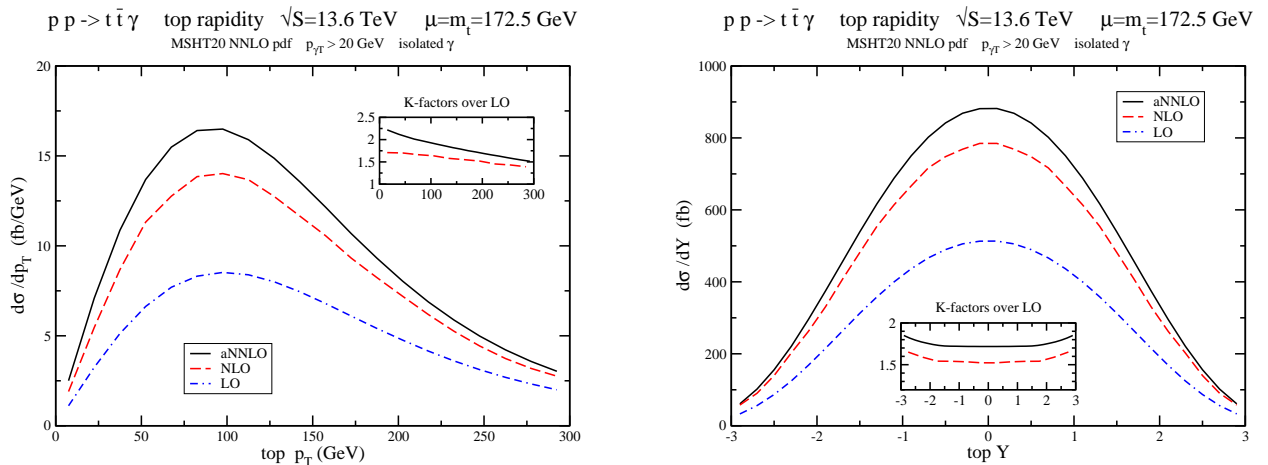 p p -> t t̄ γ top rapidity √S=13.6 TeV μ=m_t=172.5 GeV
MSHT20 NNLO pdf p_γT > 20 GeV isolated γ
20
15
10
5
0
dσ/dp_T (fb/GeV)
K-factors over LO
2.5
2
1.5
1
0 100 200 300
aNNLO
NLO
LO
0 50 100 150 200 250 300
top p_T (GeV)
p p -> t t̄ γ top rapidity √S=13.6 TeV μ=m_t=172.5 GeV
MSHT20 NNLO pdf p_γT > 20 GeV isolated γ
1000
800
600
400
200
0
dσ/dY (fb)
aNNLO
NLO
LO
K-factors over LO
2
1.5
-3 -2 -1 0 1 2 3
-3 -2 -1 0 1 2 3
top Y